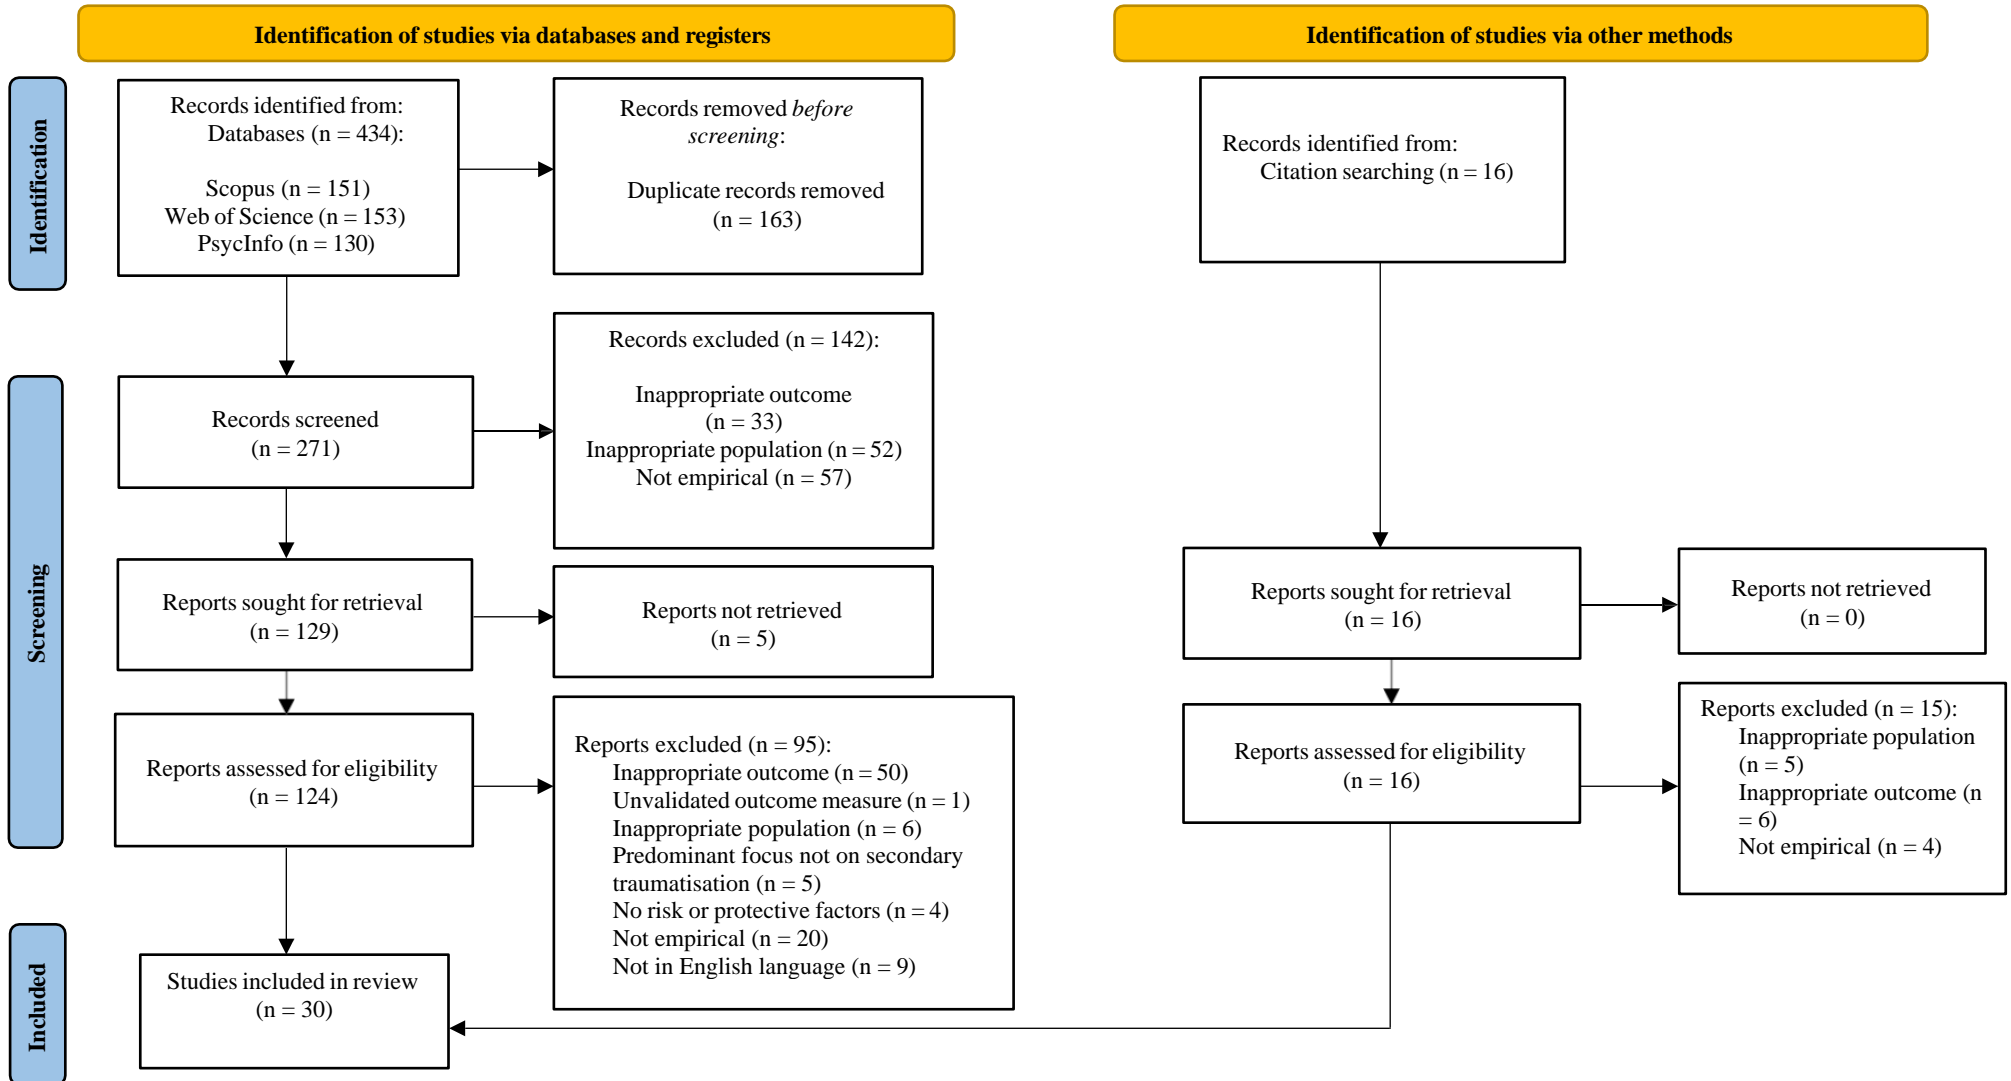 Identification of studies via databases and registers
Identification of studies via other methods
Identification
Records identified from:
Databases (n = 434):
Scopus (n = 151)
Web of Science (n = 153)
PsycInfo (n = 130)
Records removed before
screening:
Duplicate records removed
(n = 163)
Records identified from:
Citation searching (n = 16)
Screening
Records screened
(n = 271)
Records excluded (n = 142):
Inappropriate outcome
(n = 33)
Inappropriate population (n = 52)
Not empirical (n = 57)
Reports sought for retrieval
(n = 129)
Reports not retrieved
(n = 5)
Reports sought for retrieval
(n = 16)
Reports not retrieved
(n = 0)
Reports assessed for eligibility
(n = 124)
Reports excluded (n = 95):
Inappropriate outcome (n = 50)
Unvalidated outcome measure (n = 1)
Inappropriate population (n = 6)
Predominant focus not on secondary
traumatisation (n = 5)
No risk or protective factors (n = 4)
Not empirical (n = 20)
Not in English language (n = 9)
Reports assessed for eligibility
(n = 16)
Reports excluded (n = 15):
Inappropriate population
(n = 5)
Inappropriate outcome (n
= 6)
Not empirical (n = 4)
Included
Studies included in review
(n = 30)